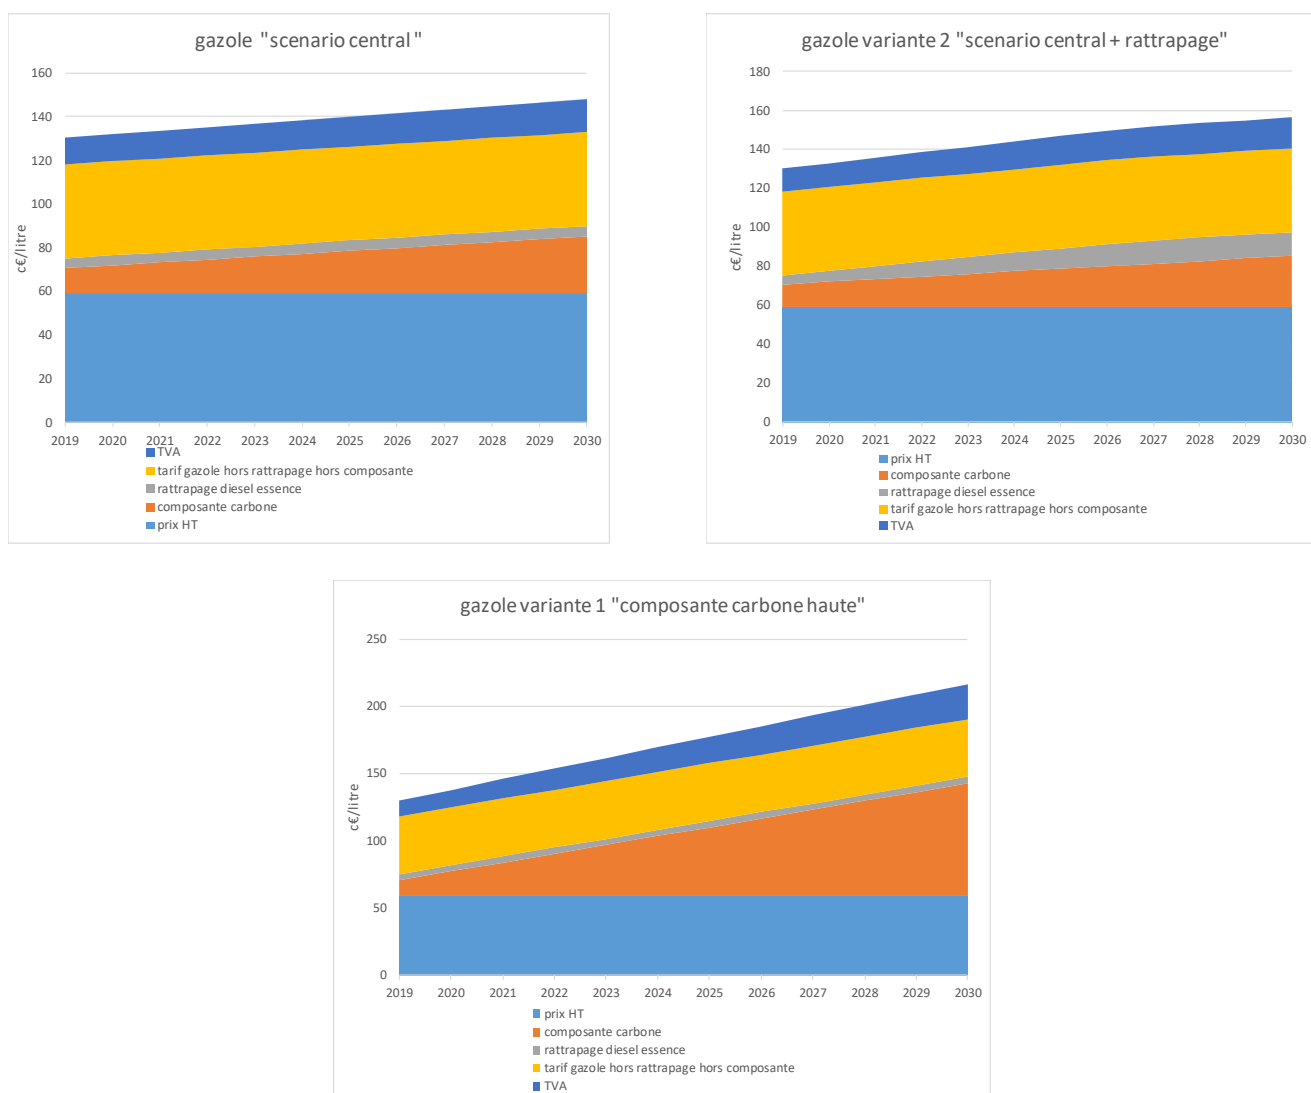 gazole "scenario central "
160
140
120
100
80
60
40
20
0
c€/litre
2019 2020 2021 2022 2023 2024 2025 2026 2027 2028 2029 2030
TVA
tarif gazole hors rattrapage hors composante
rattrapage diesel essence
composante carbone
prix HT
gazole variante 2 "scenario central + rattrapage"
180
160
140
120
100
80
60
40
20
0
c€/litre
2019 2020 2021 2022 2023 2024 2025 2026 2027 2028 2029 2030
prix HT
composante carbone
rattrapage diesel essence
tarif gazole hors rattrapage hors composante
TVA
gazole variante 1 "composante carbone haute"
250
200
150
100
50
0
c€/litre
2019 2020 2021 2022 2023 2024 2025 2026 2027 2028 2029 2030
prix HT
composante carbone
rattrapage diesel essence
tarif gazole hors rattrapage hors composante
TVA